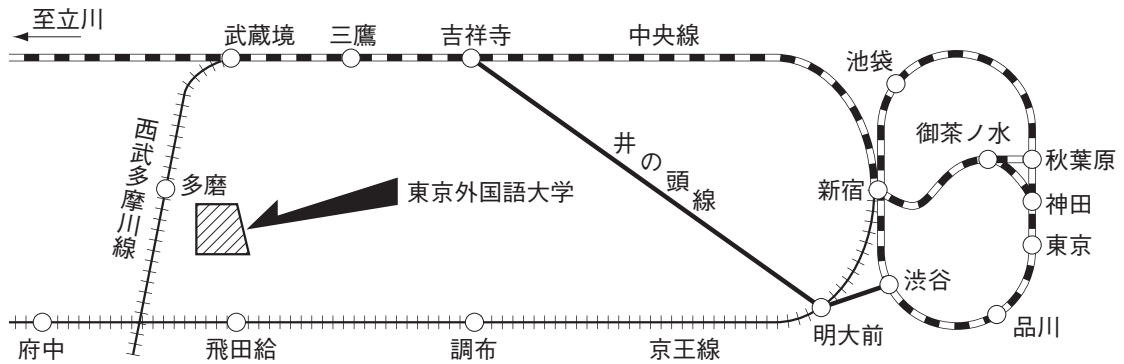 至立川
武蔵境
三鷹
吉祥寺
中央線
池袋
御茶ノ水
秋葉原
西武多摩川線
多磨
東京外国語大学
井の頭線
新宿
神田
東京
渋谷
品川
明大前
府中
飛田給
調布
京王線